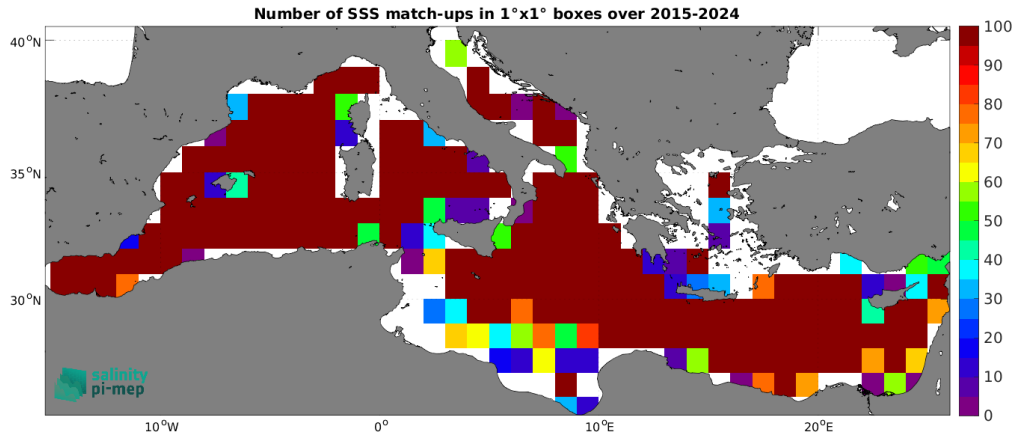 Number of SSS match-ups in 1°x1° boxes over 2015-2024
40°N
35°N
30°N
10°W
0°
10°E
20°E
100
90
80
70
60
50
40
30
20
10
0
salinity
pi-mep